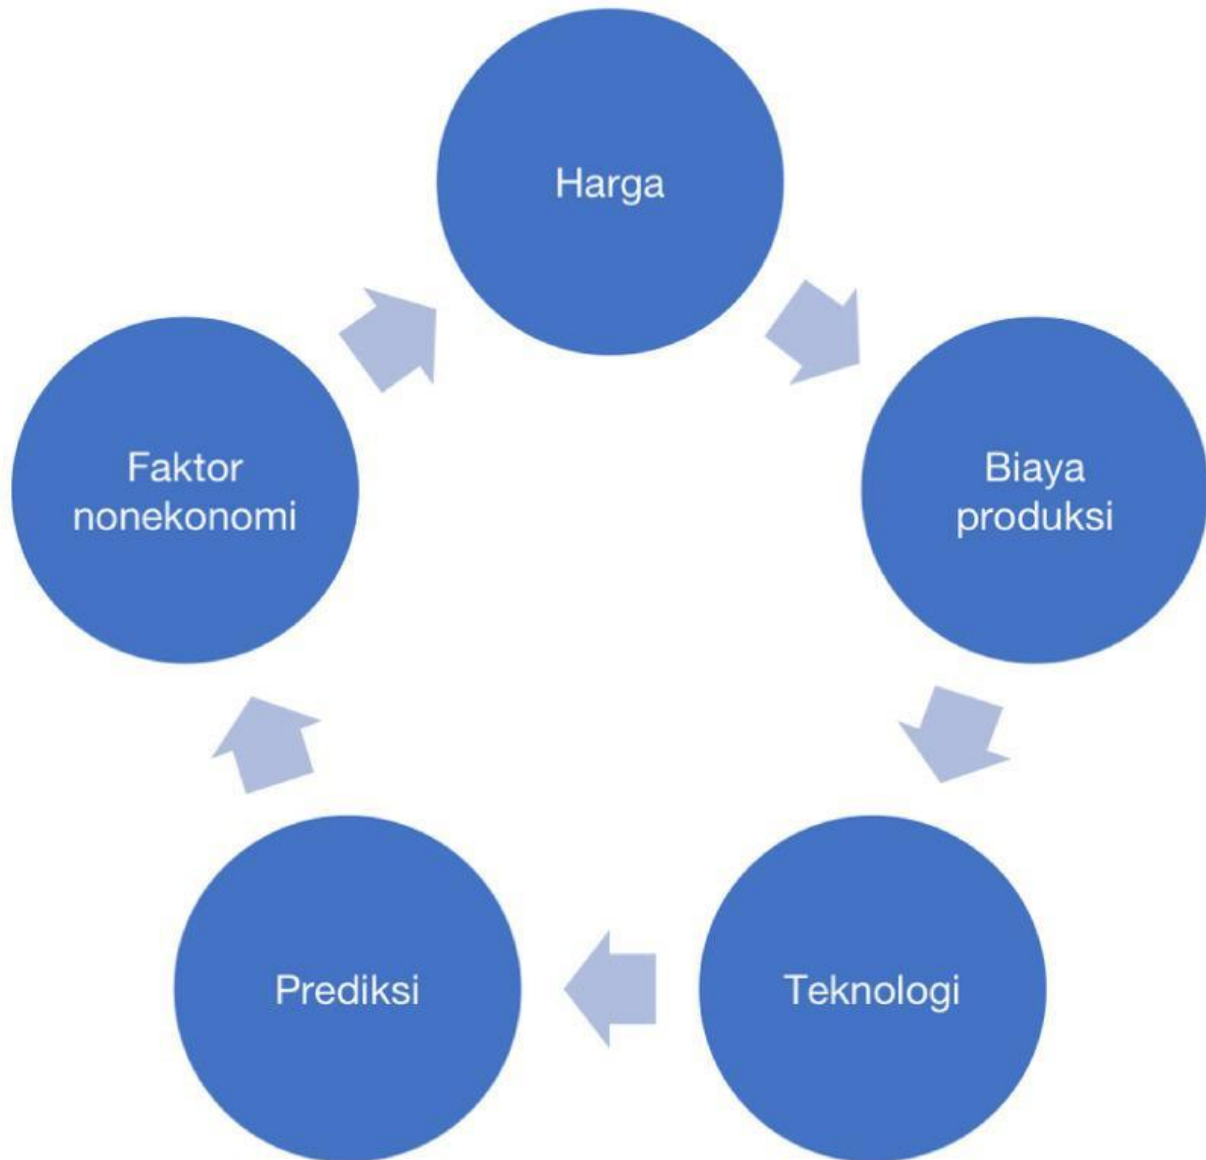 Harga
Biaya
produksi
Teknologi
Prediksi
Faktor
nonekonomi